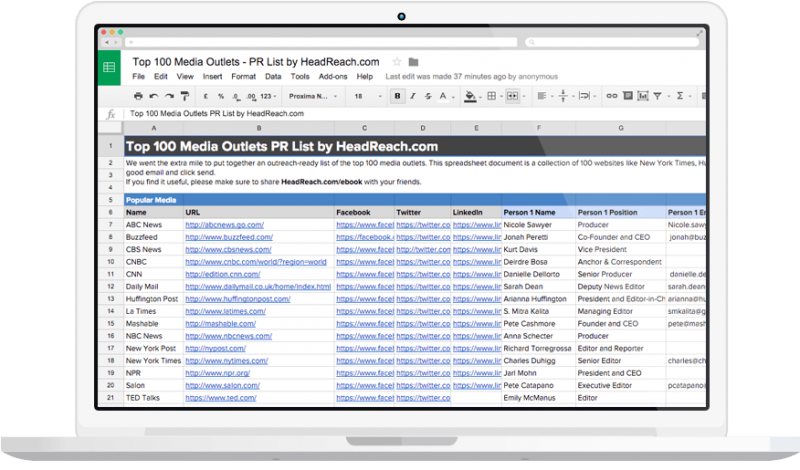 Top 100 Media Outlets - PR List by HeadReach.com
File Edit View Insert Format Data Tools Add-ons Help Last edit was made 37 minutes ago by anonymous
£ % .0 .00 123 Proxima N... 18 B I S A Σ
fx Top 100 Media Outlets PR List by HeadReach.com
A B C D E F G
1 Top 100 Media Outlets PR List by HeadReach.com
2 We went the extra mile to put together an outreach-ready list of the top 100 media outlets. This spreadsheet document is a collection of 100 websites like New York Times, Hu
3 good email and click send.
4 If you find it useful, please make sure to share HeadReach.com/ebook with your friends.
5 Popular Media
6 Name URL Facebook Twitter LinkedIn Person 1 Name Person 1 Position Person 1 E
7 ABC News http://abcnews.go.com/ https://www.facel https://twitter.co https://www.lin Nicole Sawyer Producer Nicole.saw
8 Buzzfeed http://www.buzzfeed.com/ https://facebook. https://twitter.co https://www.lin Jonah Peretti Co-Founder and CEO jonah@buz
9 CBS News http://www.cbsnews.com/ https://www.facel http://twitter.com https://www.lin Kurt Davis Vice President
10 CNBC http://www.cnbc.com/world/?region=world https://www.facel https://twitter.co https://www.lin Deirdre Bosa Anchor & Correspondent
11 CNN http://edition.cnn.com/ https://www.facel https://twitter.co https://www.lin Danielle Dellorto Senior Producer danielle.de
12 Daily Mail http://www.dailymail.co.uk/home/index.html https://www.facel https://twitter.co https://www.lin Sarah Dean Deputy News Editor sarah.dean
13 Huffington Post http://www.huffingtonpost.com/ https://www.facel https://twitter.co https://www.lin Arianna Huffington President and Editor-in-Ch arianna@hu
14 La Times http://www.latimes.com/ https://www.facel https://twitter.co https://www.lin S. Mitra Kalita Managing Editor smkalita@g
15 Mashable http://mashable.com/ https://www.facel https://twitter.co https://www.lin Pete Cashmore Founder and CEO pete@mash
16 NBC News http://www.nbcnews.com/ https://www.facel https://twitter.co https://www.lin Anna Schecter Producer
17 New York Post http://nypost.com/ https://www.facel https://twitter.co https://www.lin Richard Torregrossa Editor and Reporter
18 New York Times http://www.nytimes.com/ https://www.facel https://twitter.co https://www.lin Charles Duhigg Senior Editor charles@ch
19 NPR http://www.npr.org/ https://www.facel https://twitter.co https://www.lin Jarl Mohn President and CEO
20 Salon http://www.salon.com/ https://www.facel https://twitter.co https://www.lin Pete Catapano Executive Editor pcatapano
21 TED Talks https://www.ted.com/ https://www.facel https://twitter.co Emily McManus Editor